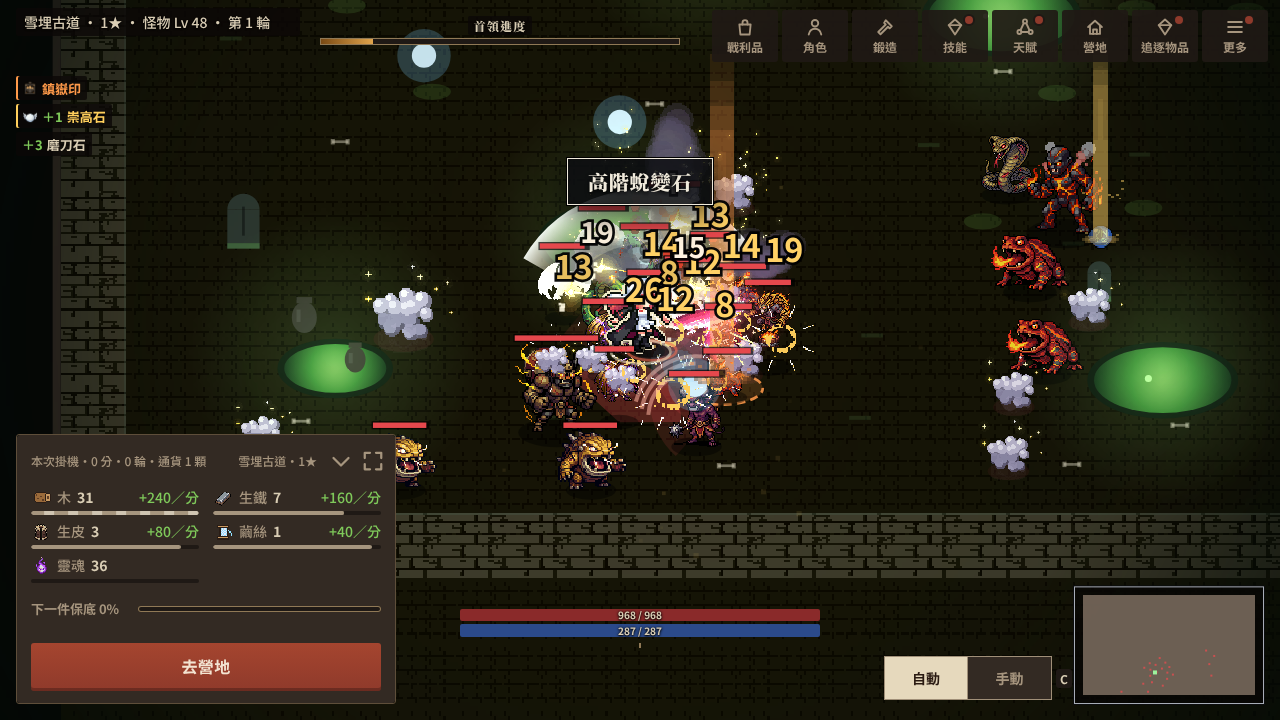 雪埋古道 · 1★ · 怪物 Lv 48 · 第 1 輪
首領進度
戰利品
角色
鍛造
技能
天賦
營地
追逐物品
更多
鎮嶽印
+1 崇高石
+3 磨刀石
高階蛻變石
13
19
14
15
14
19
12
13
8
26
12
8
本次掛機·0 分·0 輪·通貨 1 顆
雪埋古道·1★
木 31 +240／分
生鐵 7 +160／分
生皮 3 +80／分
繭絲 1 +40／分
靈魂 36
下一件保底 0%
去營地
968 / 968
287 / 287
自動
手動
C